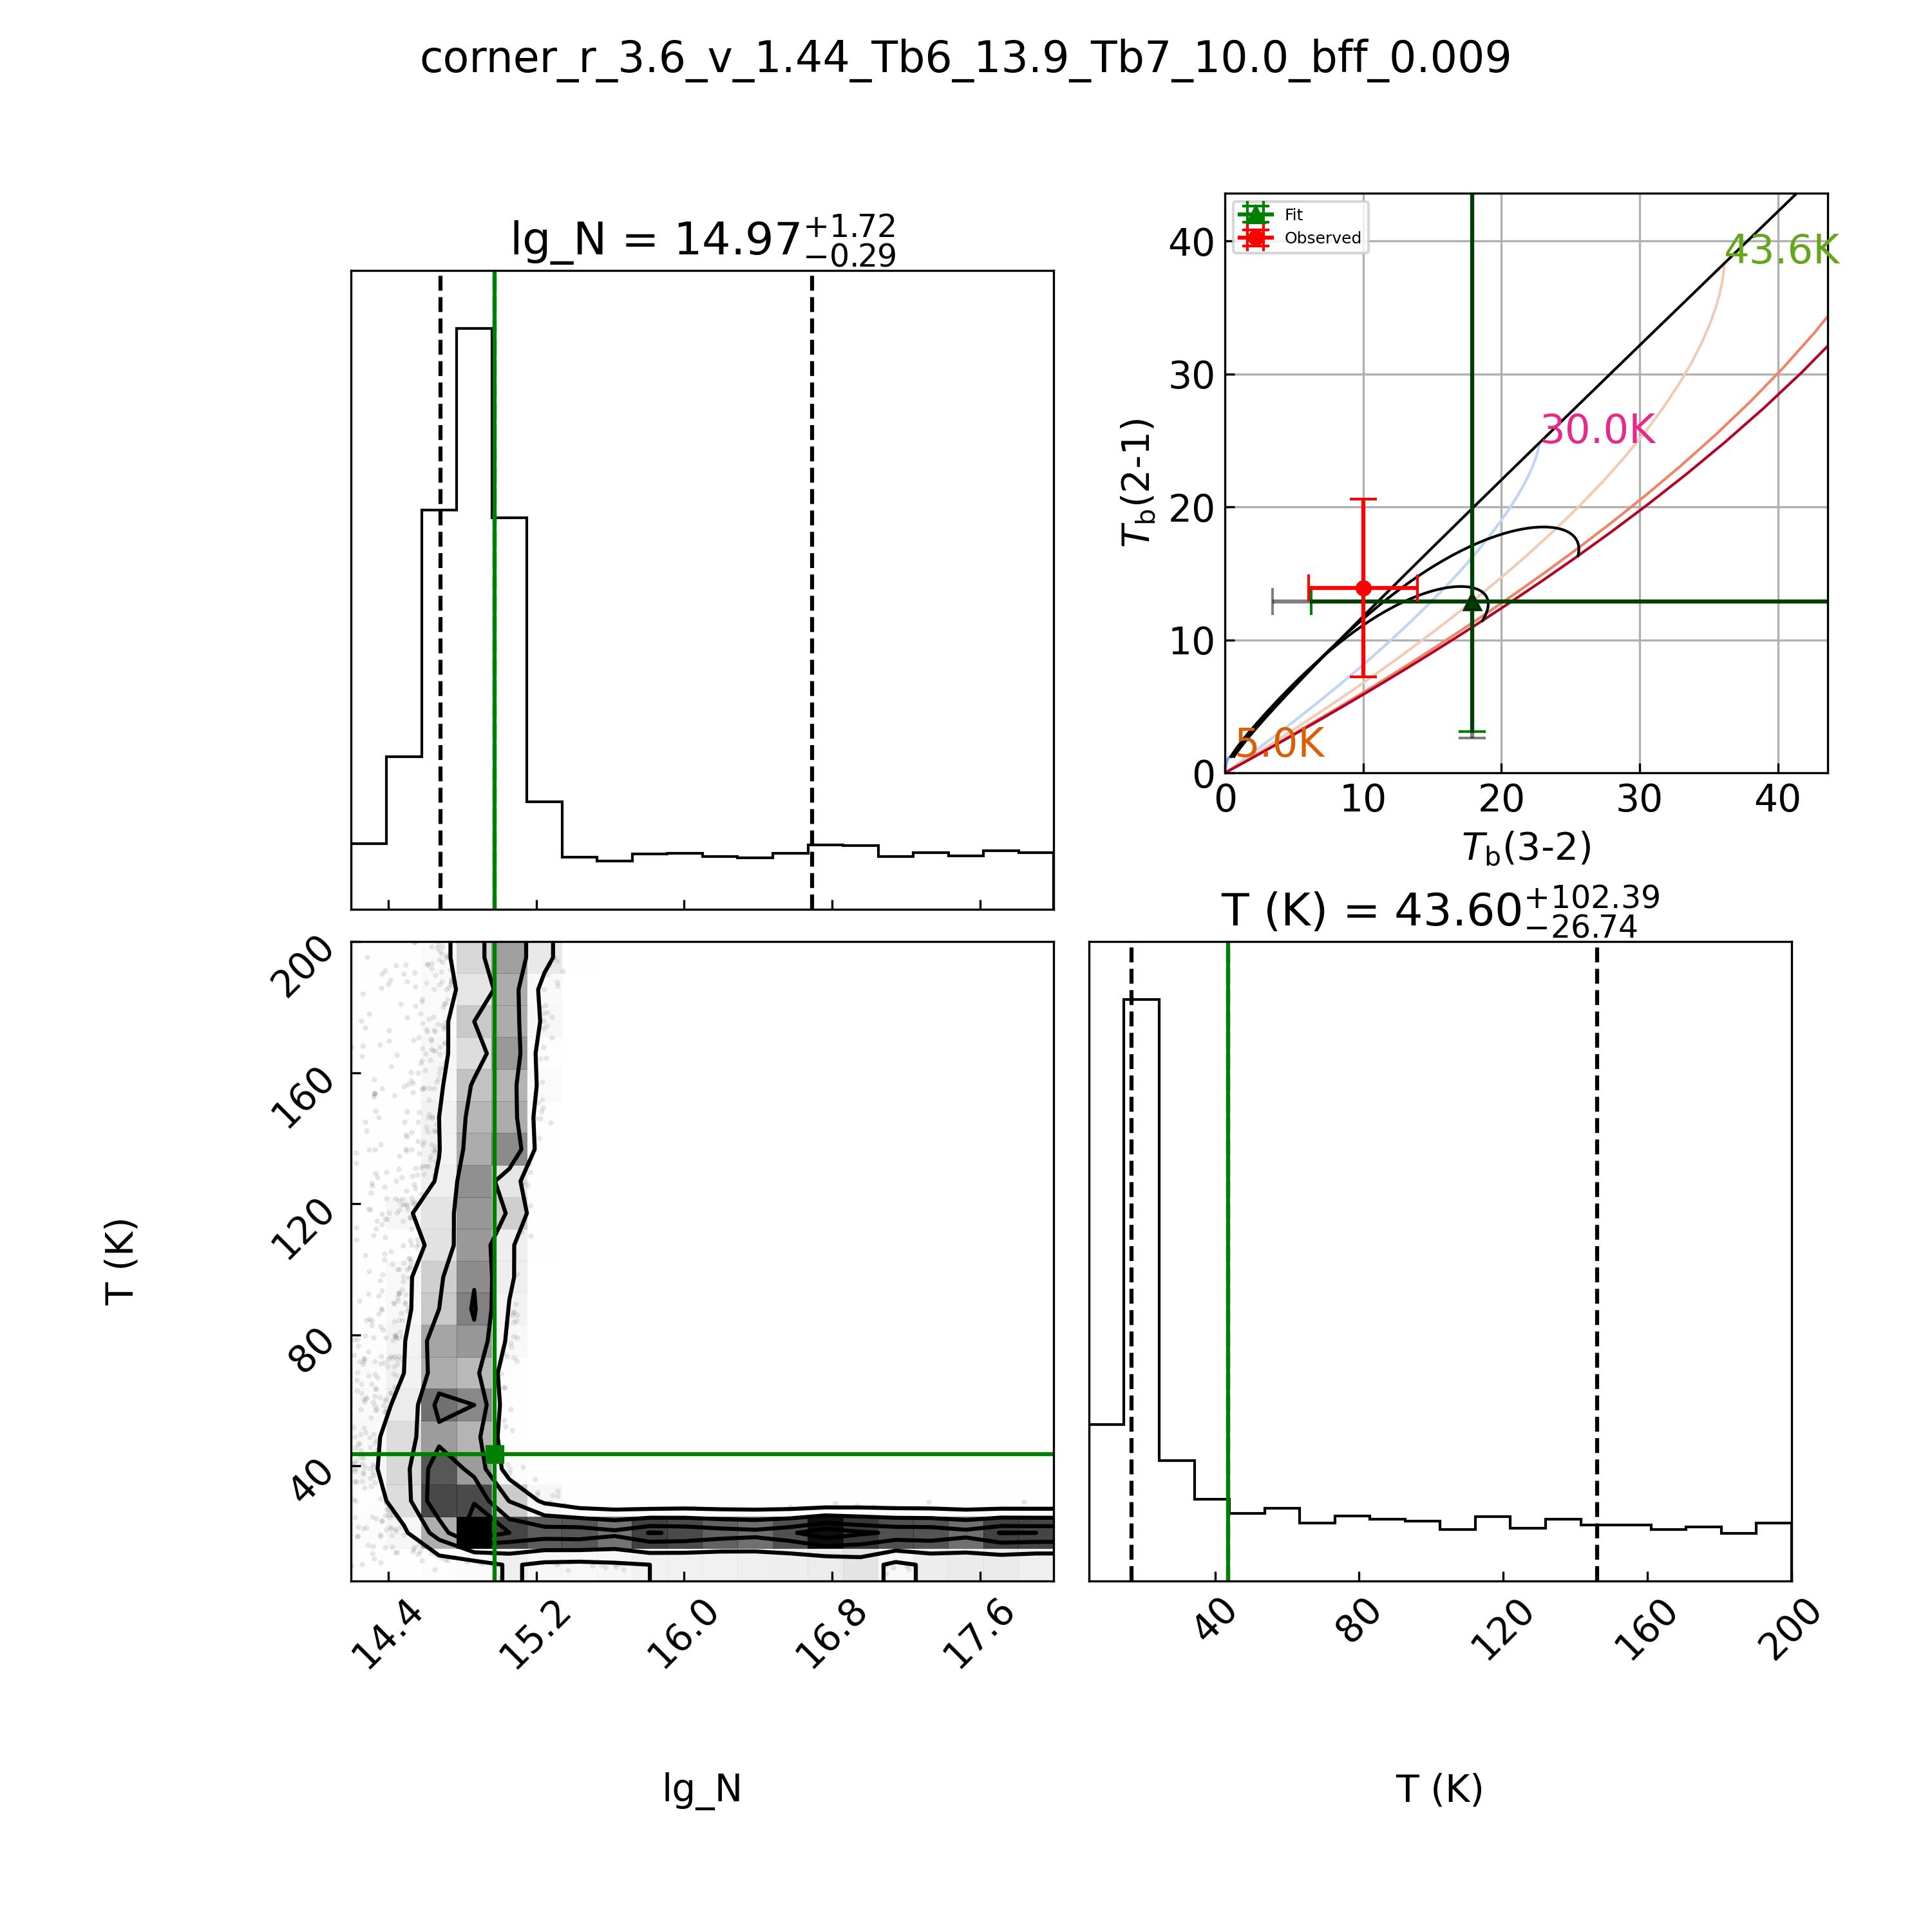 corner_r_3.6_v_1.44_Tb6_13.9_Tb7_10.0_bff_0.009
lg_N = 14.97 +1.72 −0.29
Fit
Observed
43.6K
30.0K
5.0K
40
30
20
10
0
0 10 20 30 40
Tb(2-1)
Tb(3-2)
T (K) = 43.60 +102.39 −26.74
200
160
120
80
40
T (K)
14.4 15.2 16.0 16.8 17.6
40 80 120 160 200
lg_N
T (K)